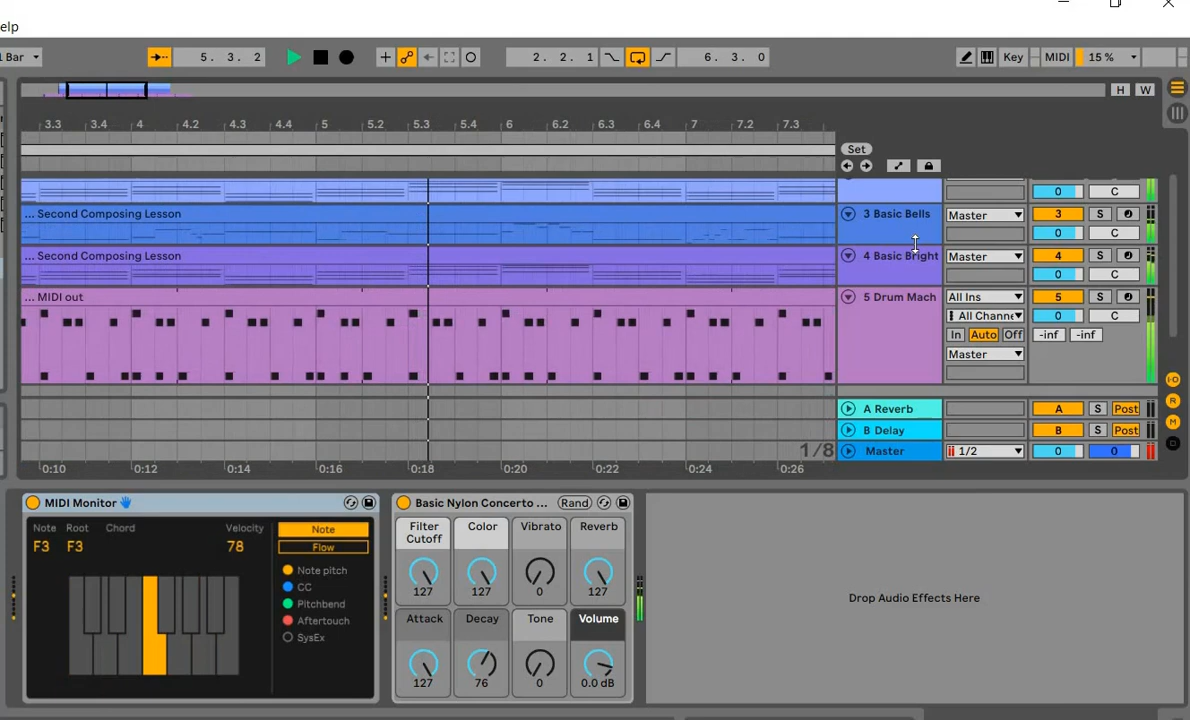 elp
1 Bar
5. 3. 2
2. 2. 1
6. 3. 0
Key
MIDI
15 %
H W
3.3 3.4 4 4.2 4.3 4.4 5 5.2 5.3 5.4 6 6.2 6.3 6.4 7 7.2 7.3
Set
0 C
... Second Composing Lesson
3 Basic Bells
Master
3 S
0 C
... Second Composing Lesson
4 Basic Bright
Master
4 S
0 C
... MIDI out
5 Drum Mach
All Ins
5 S
All Channe
0 C
In Auto Off
-inf -inf
Master
A Reverb
A S Post
B Delay
B S Post
1/8
Master
1/2
0 0
I·O
R
M
D
0:10 0:12 0:14 0:16 0:18 0:20 0:22 0:24 0:26
MIDI Monitor
Note Root Chord Velocity
F3 F3 78
Note
Flow
Note pitch
CC
Pitchbend
Aftertouch
SysEx
Basic Nylon Concerto ...
Rand
Filter Cutoff
Color
Vibrato
Reverb
127 127 0 127
Attack Decay Tone Volume
127 76 0 0.0 dB
Drop Audio Effects Here